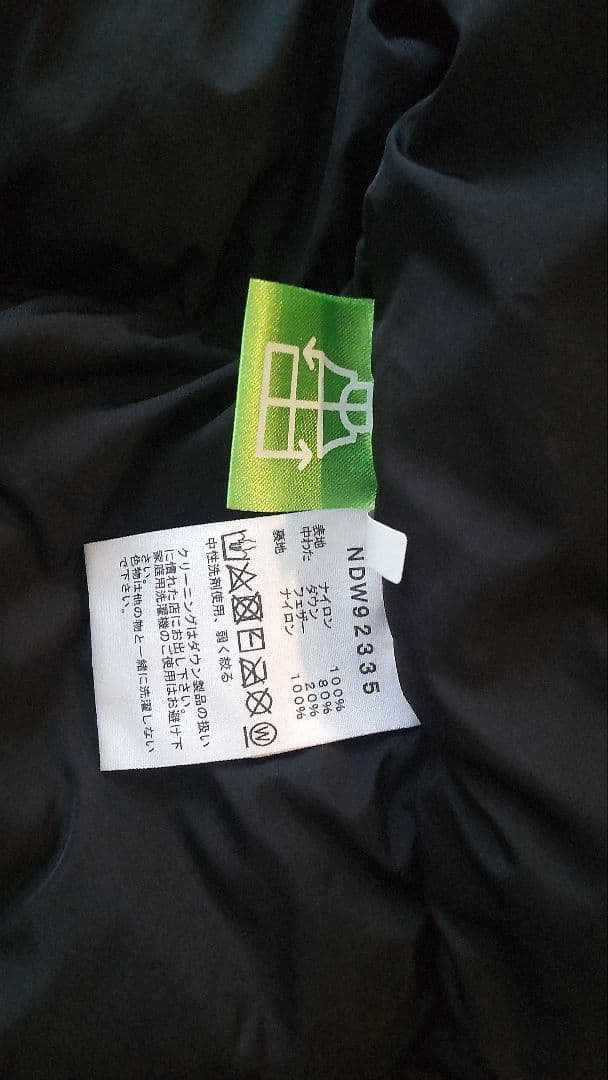 NDW92335
表地 ナイロン 100%
中わた ダウン 80%
フェザー 20%
裏地 ナイロン 100%
W
中性洗剤使用、弱く絞る
クリーニングはダウン製品の扱い
に慣れた店にお出し下さい。
家庭用洗濯機のご使用はお避け下
さい。
色物は他の物と一緒に洗濯しない
で下さい。